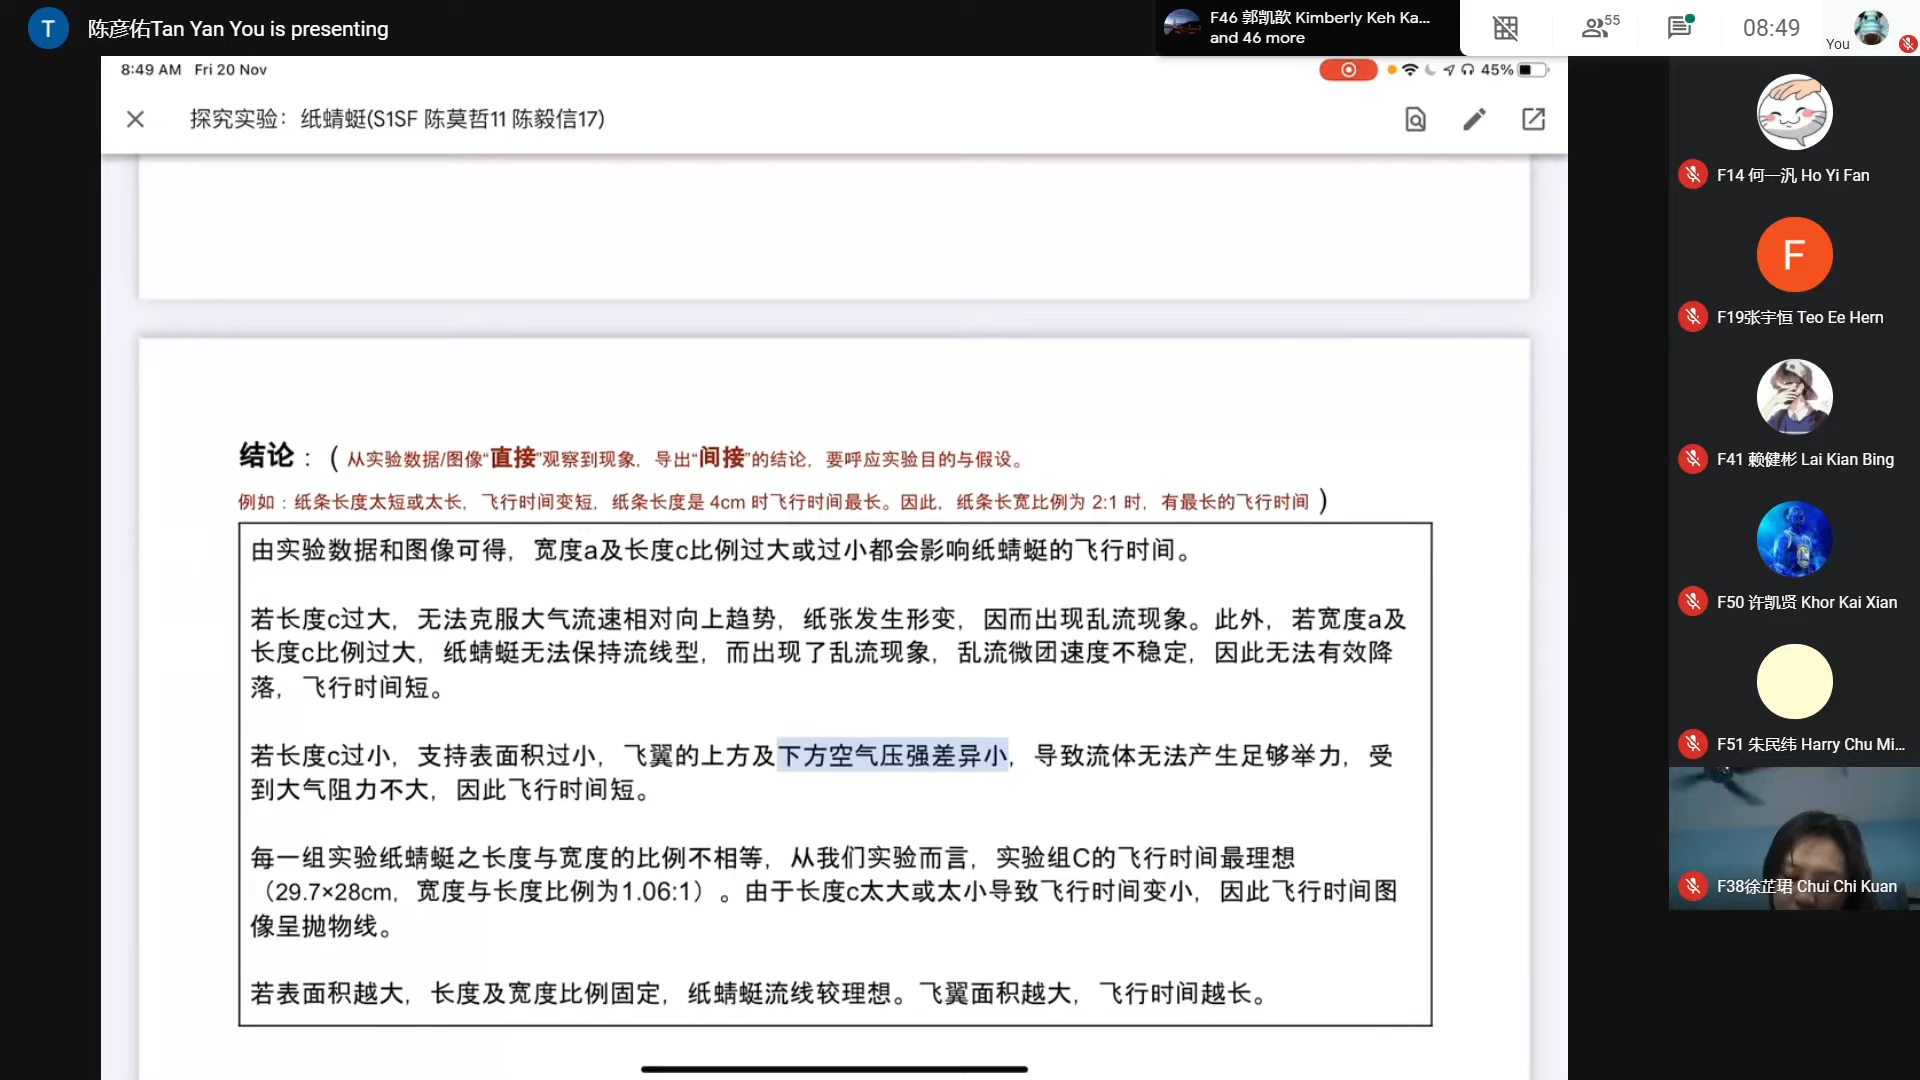 T
陈彦佑Tan Yan You is presenting
F46 郭凯歆 Kimberly Keh Ka...
and 46 more
55
08:49
You
8:49 AM Fri 20 Nov
45%
探究实验：纸蜻蜓(S1SF 陈莫哲11 陈毅信17)
结论：（从实验数据/图像“直接”观察到现象，导出“间接”的结论，要呼应实验目的与假设。
例如：纸条长度太短或太长，飞行时间变短，纸条长度是 4cm 时飞行时间最长。因此，纸条长宽比例为 2:1 时，有最长的飞行时间 ）
由实验数据和图像可得，宽度a及长度c比例过大或过小都会影响纸蜻蜓的飞行时间。
若长度c过大，无法克服大气流速相对向上趋势，纸张发生形变，因而出现乱流现象。此外，若宽度a及
长度c比例过大，纸蜻蜓无法保持流线型，而出现了乱流现象，乱流微团速度不稳定，因此无法有效降
落，飞行时间短。
若长度c过小，支持表面积过小，飞翼的上方及下方空气压强差异小，导致流体无法产生足够举力，受
到大气阻力不大，因此飞行时间短。
每一组实验纸蜻蜓之长度与宽度的比例不相等，从我们实验而言，实验组C的飞行时间最理想
（29.7×28cm，宽度与长度比例为1.06:1）。由于长度c太大或太小导致飞行时间变小，因此飞行时间图
像呈抛物线。
若表面积越大，长度及宽度比例固定，纸蜻蜓流线较理想。飞翼面积越大，飞行时间越长。
F14 何一汎 Ho Yi Fan
F
F19张宇恒 Teo Ee Hern
F41 赖健彬 Lai Kian Bing
F50 许凯贤 Khor Kai Xian
F51 朱民纬 Harry Chu Mi...
F38徐芷珺 Chui Chi Kuan